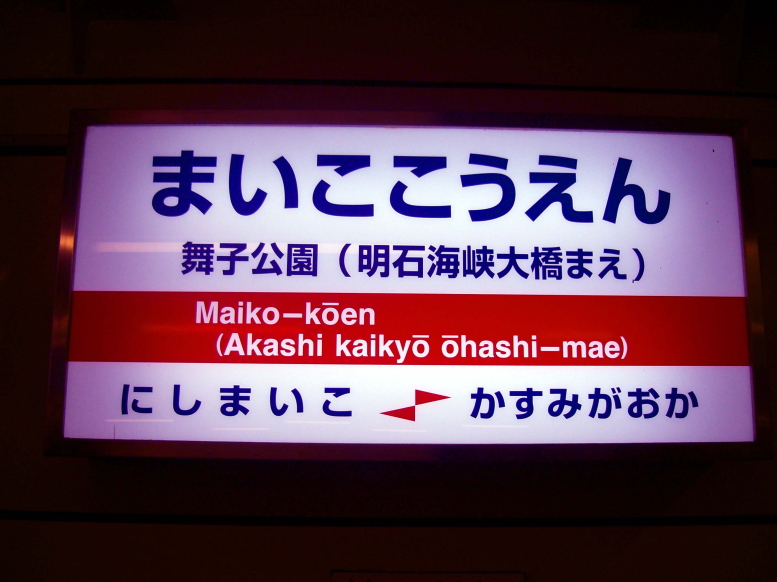 まいここうえん
舞子公園（明石海峡大橋まえ）
Maiko–kōen
(Akashi kaikyō ōhashi–mae)
にしまいこ かすみがおか